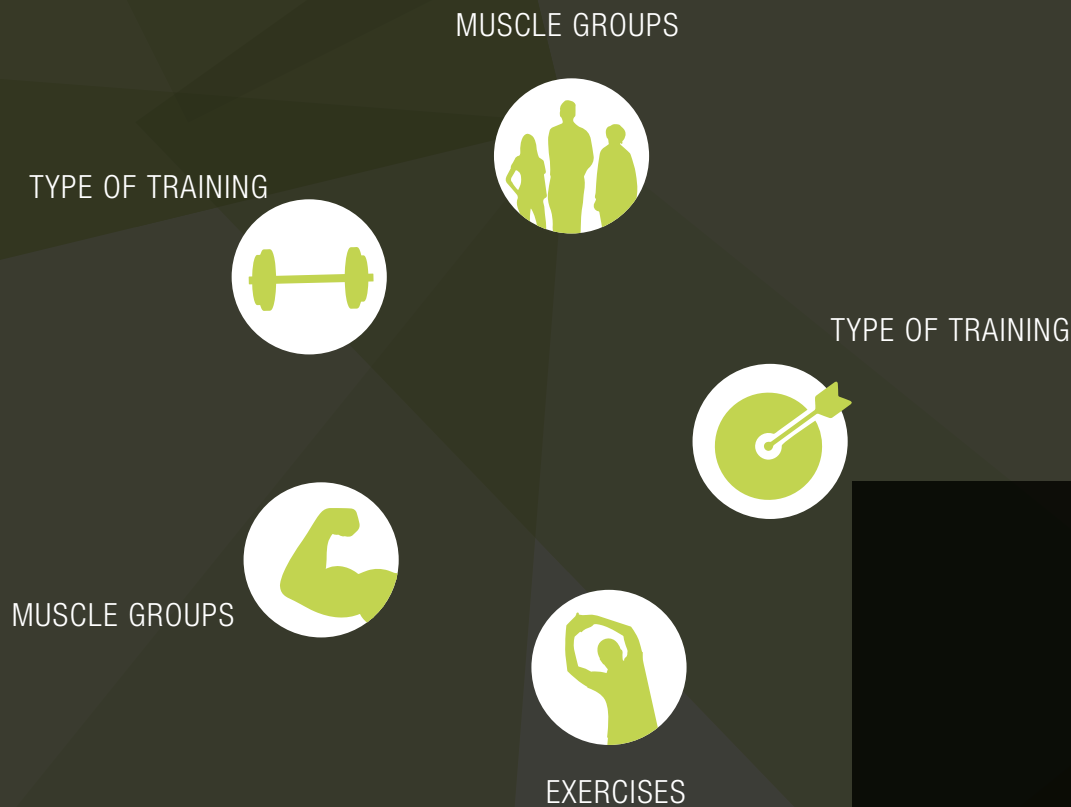 MUSCLE GROUPS
TYPE OF TRAINING
TYPE OF TRAINING
MUSCLE GROUPS
EXERCISES